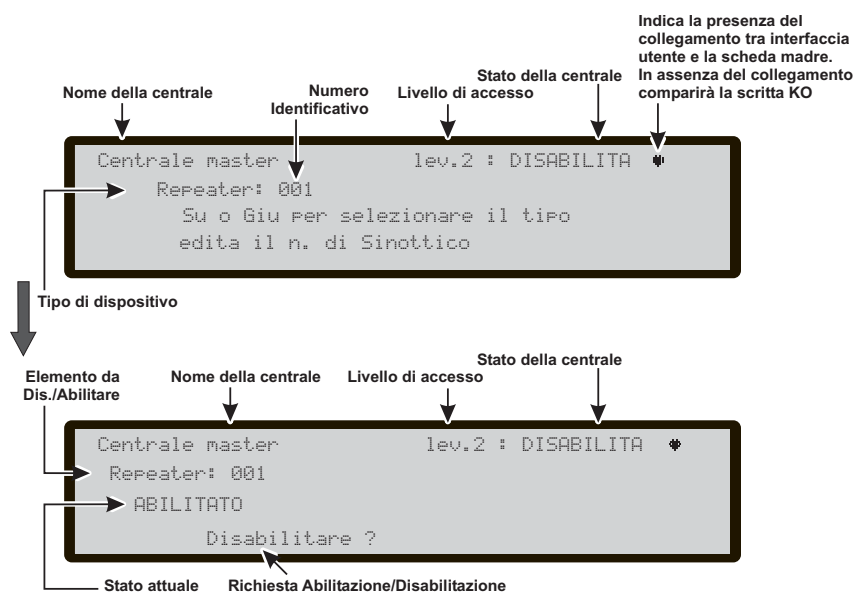 Indica la presenza del
collegamento tra interfaccia
utente e la scheda madre.
In assenza del collegamento
comparirà la scritta KO
Stato della centrale
Nome della centrale
Numero
Identificativo
Livello di accesso
Centrale master lev.2 : DISABILITA
Repeater: 001
Su o Giu per selezionare il tipo
edita il n. di Sinottico
Tipo di dispositivo
Elemento da
Dis./Abilitare
Nome della centrale
Livello di accesso
Stato della centrale
Centrale master lev.2 : DISABILITA
Repeater: 001
ABILITATO
Disabilitare ?
Stato attuale
Richiesta Abilitazione/Disabilitazione